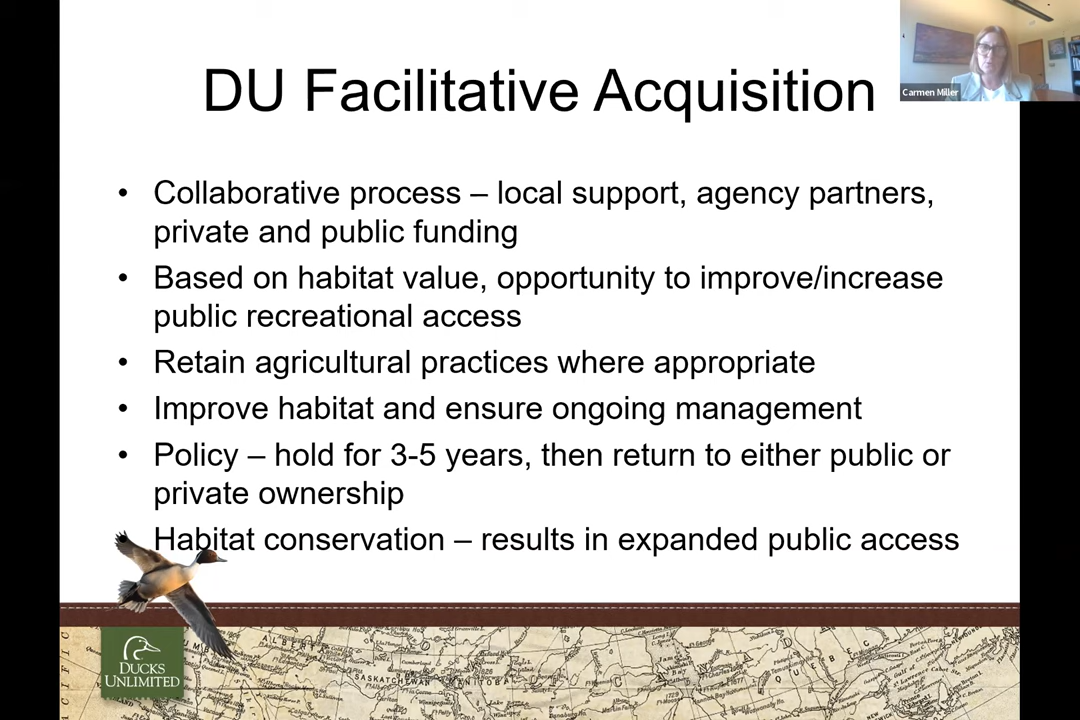 DU Facilitative Acquisition
Carmen Miller
• Collaborative process – local support, agency partners,
private and public funding
• Based on habitat value, opportunity to improve/increase
public recreational access
• Retain agricultural practices where appropriate
• Improve habitat and ensure ongoing management
• Policy – hold for 3-5 years, then return to either public or
private ownership
Habitat conservation – results in expanded public access
ALBERTA
SASKATCHEWAN
MANITOBA
QUEBEC
DUCKS
UNLIMITED